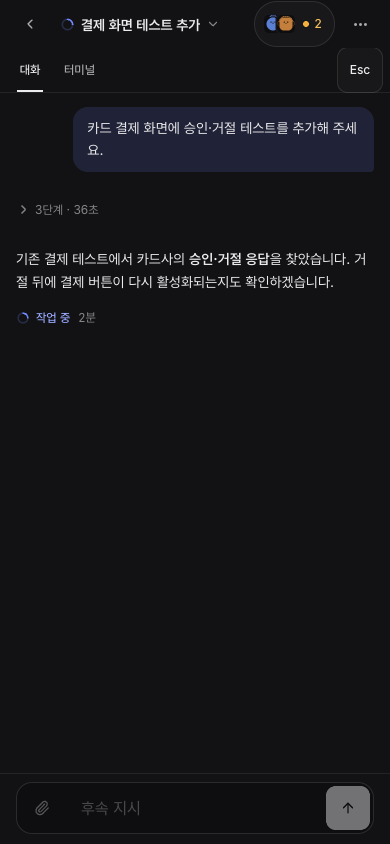 결제 화면 테스트 추가
2
대화
터미널
Esc
카드 결제 화면에 승인·거절 테스트를 추가해 주세
요.
3단계 · 36초
기존 결제 테스트에서 카드사의 승인·거절 응답을 찾았습니다. 거
절 뒤에 결제 버튼이 다시 활성화되는지도 확인하겠습니다.
작업 중 2분
후속 지시